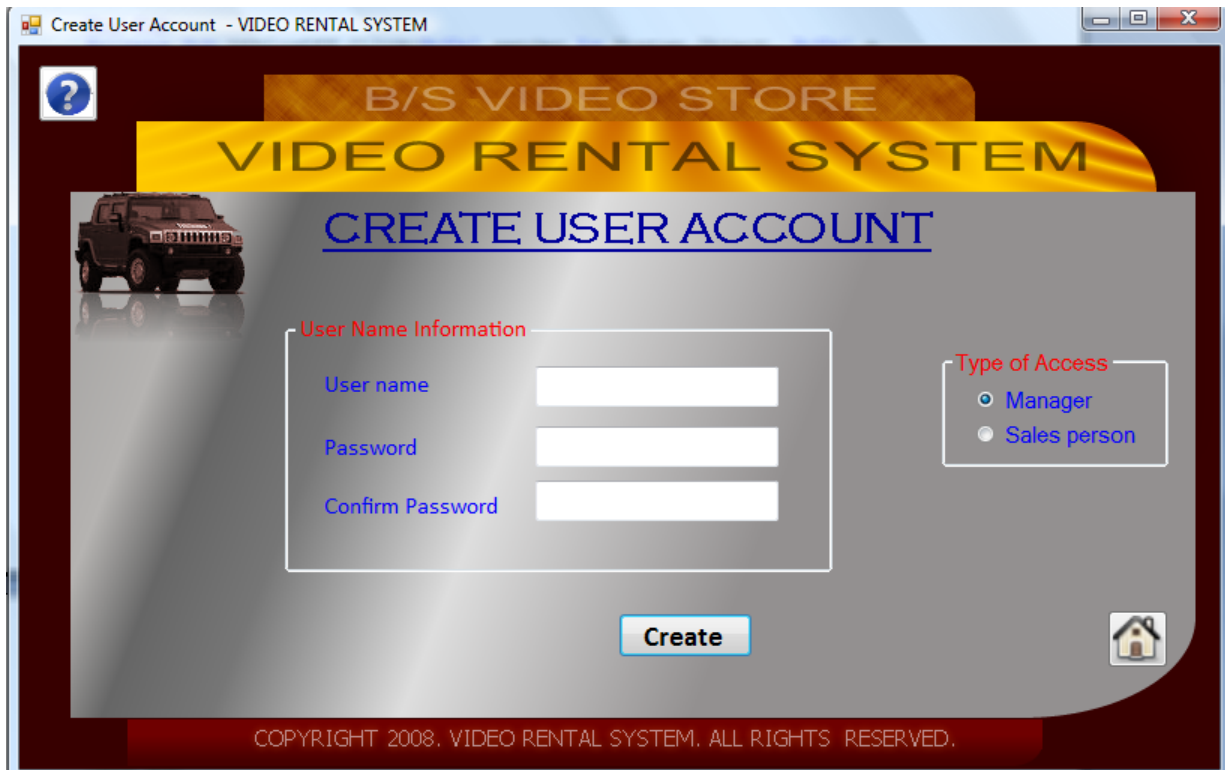 Create User Account - VIDEO RENTAL SYSTEM
B/S VIDEO STORE
VIDEO RENTAL SYSTEM
CREATE USER ACCOUNT
User Name Information
User name
Password
Confirm Password
Type of Access
Manager
Sales person
Create
COPYRIGHT 2008. VIDEO RENTAL SYSTEM. ALL RIGHTS RESERVED.